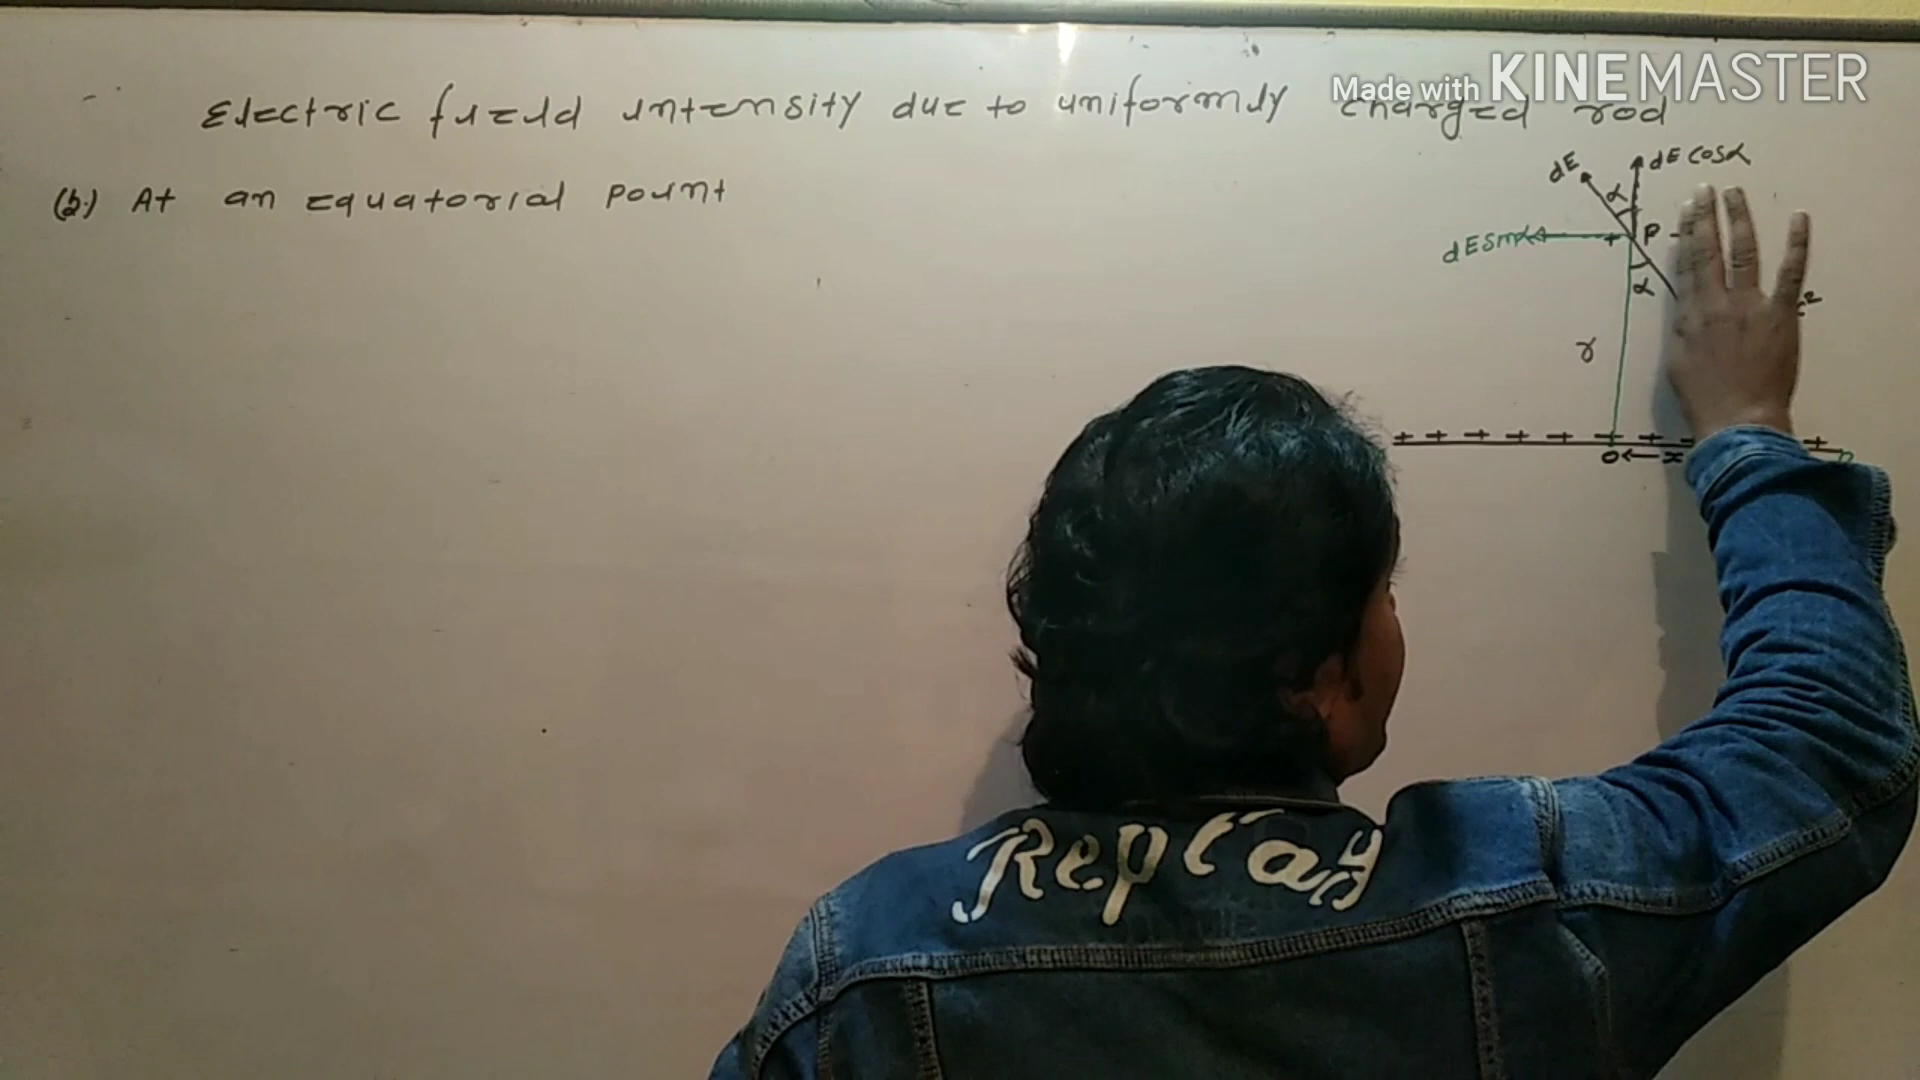 Made with KINEMASTER
Electric field intensity due to uniformly charged rod
(b.) At an equatorial point
dE
dE cosα
α
dE sinα
+ P
α
r
+ + + + + + + +
O ← x
Replay